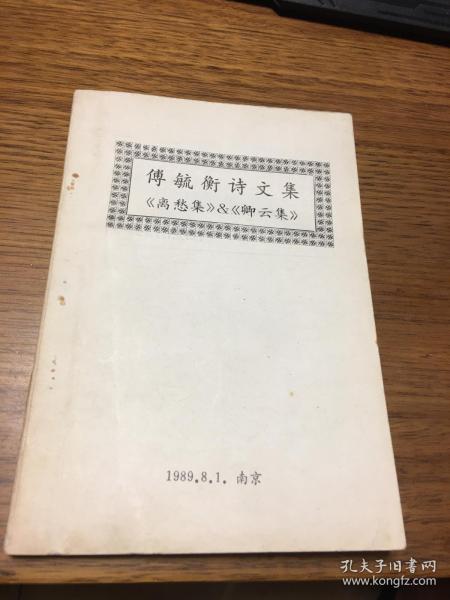 傅毓衡诗文集
《离愁集》&《卿云集》
1989.8.1. 南京
孔夫子旧书网
www.kongfz.com